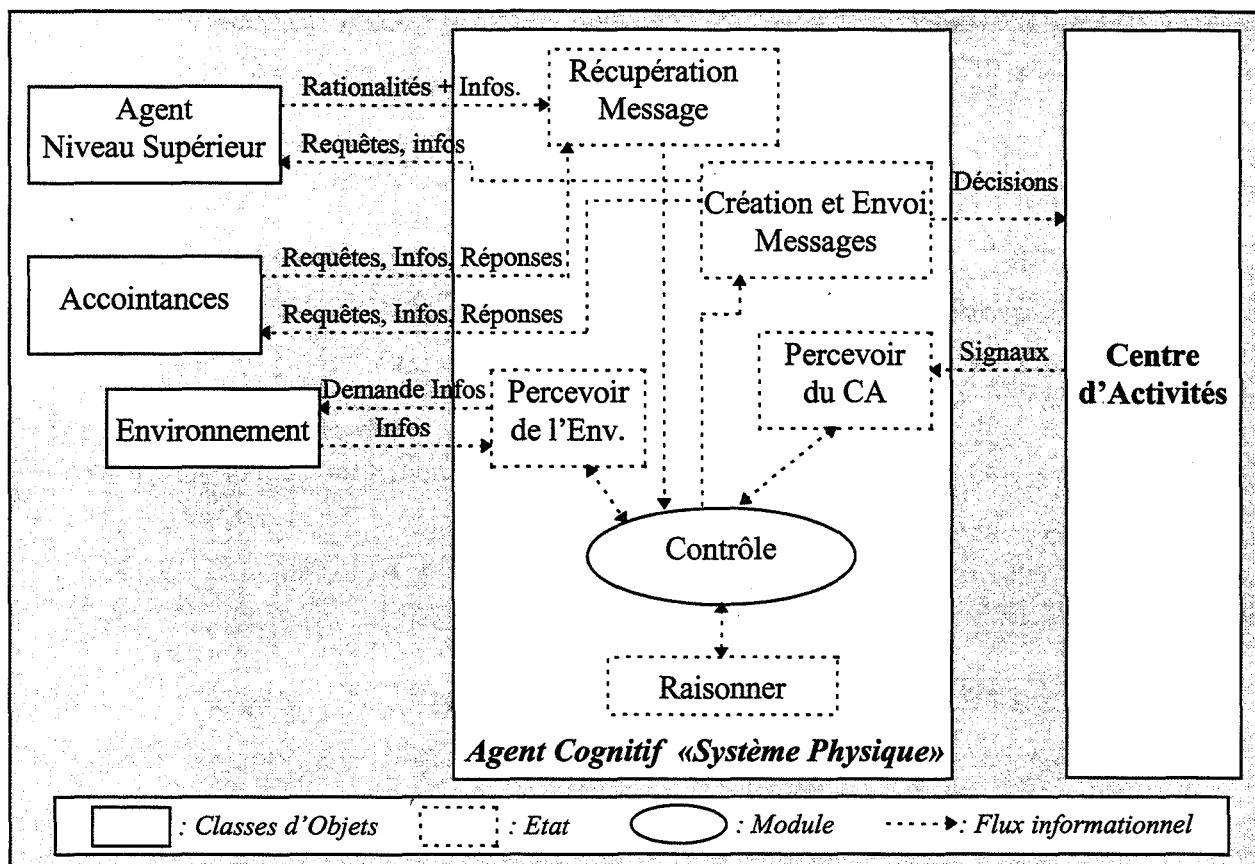 Récupération
Message
Rationalités + Infos.
Agent
Niveau Supérieur
Requêtes, infos
Création et Envoi
Messages
Décisions
Requêtes, Infos, Réponses
Accointances
Requêtes, Infos, Réponses
Percevoir
du CA
Signaux
Centre
d'Activités
Demande Infos
Environnement
Infos
Percevoir
de l'Env.
Contrôle
Raisonner
Agent Cognitif «Système Physique»
: Classes d'Objets
: Etat
: Module
: Flux informationnel